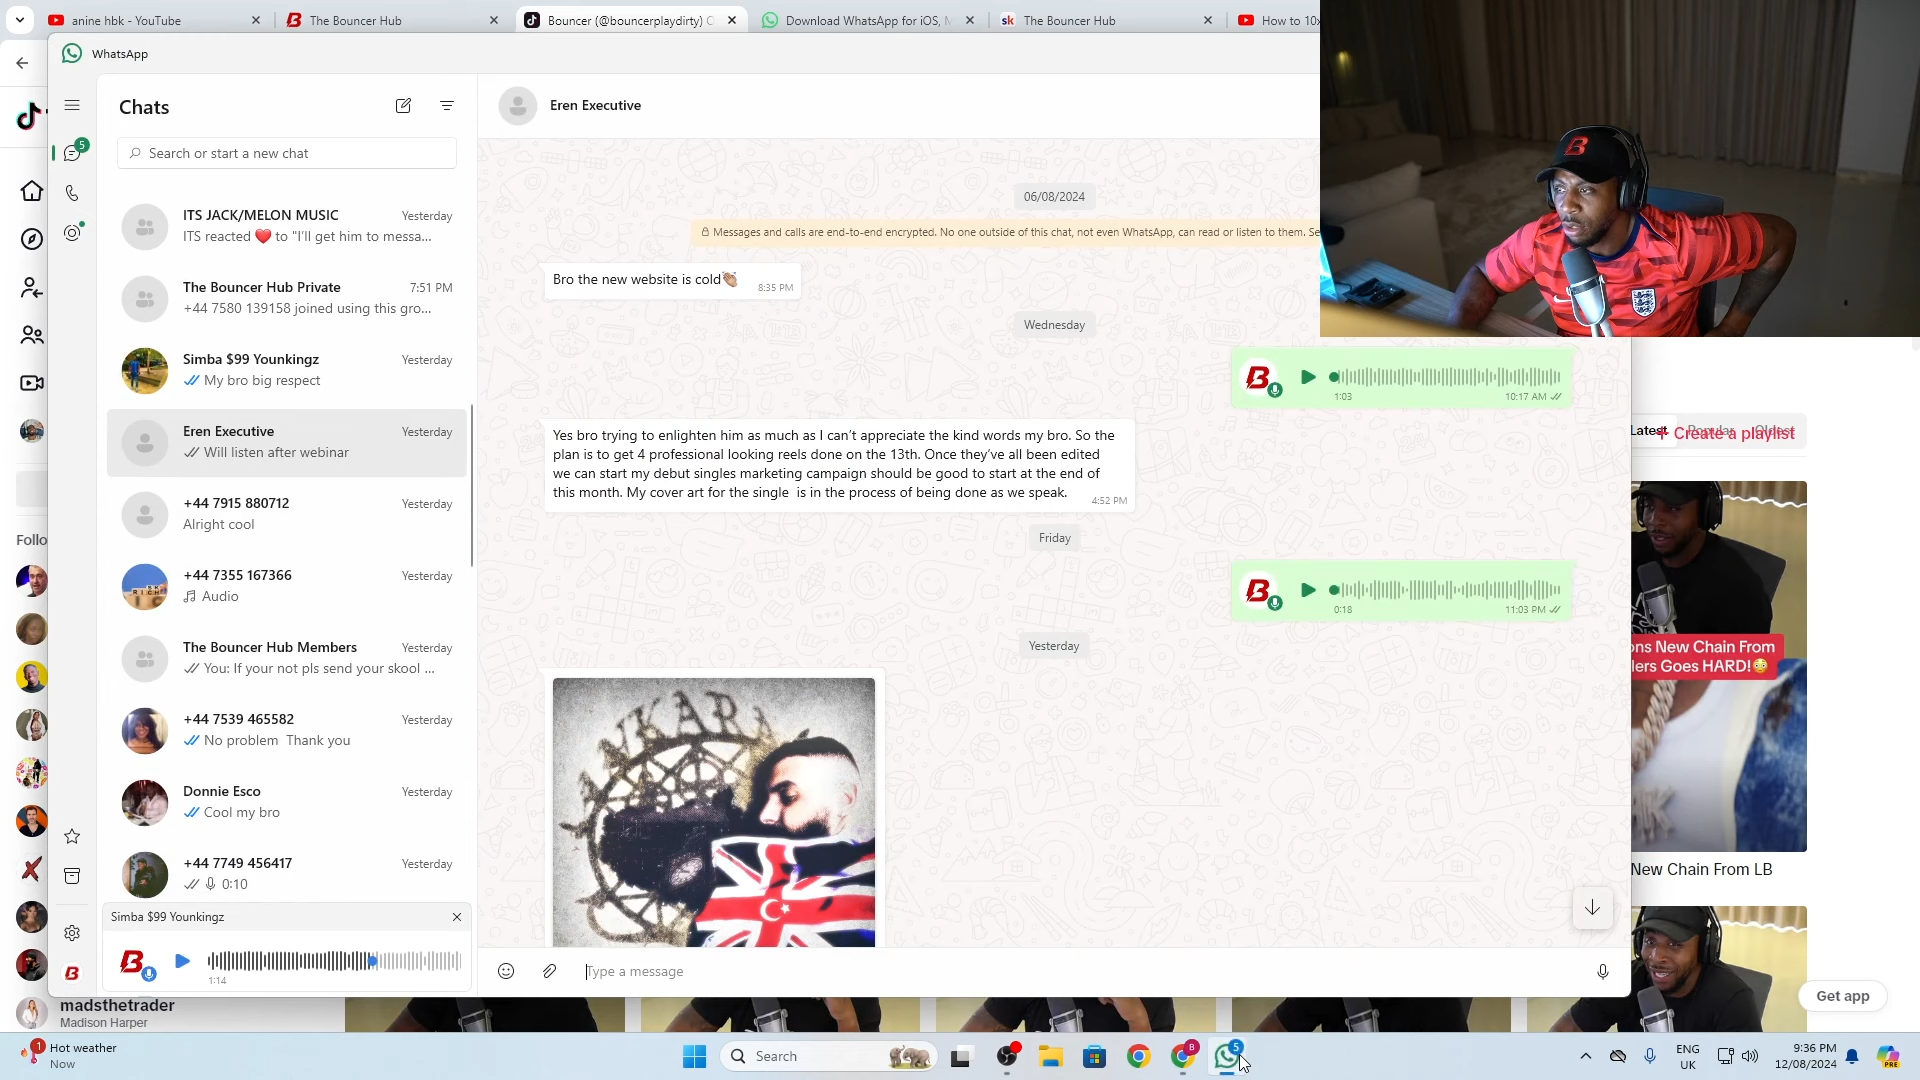 anine hbk - YouTube
The Bouncer Hub
Bouncer (@bouncerplaydirty)
Download WhatsApp for iOS,
sk The Bouncer Hub
How to 10x
WhatsApp
Chats
5
Search or start a new chat
ITS JACK/MELON MUSIC Yesterday
ITS reacted ❤️ to "I'll get him to messa...
The Bouncer Hub Private 7:51 PM
+44 7580 139158 joined using this gro...
Simba $99 Younkingz Yesterday
My bro big respect
Eren Executive Yesterday
Will listen after webinar
+44 7915 880712 Yesterday
Alright cool
+44 7355 167366 Yesterday
Audio
The Bouncer Hub Members Yesterday
You: If your not pls send your skool ...
+44 7539 465582 Yesterday
No problem Thank you
Donnie Esco Yesterday
Cool my bro
+44 7749 456417 Yesterday
0:10
Simba $99 Younkingz
1:14
Eren Executive
06/08/2024
Messages and calls are end-to-end encrypted. No one outside of this chat, not even WhatsApp, can read or listen to them. Se
Bro the new website is cold👏🏽 8:35 PM
Wednesday
B
1:03 10:17 AM
Yes bro trying to enlighten him as much as I can't appreciate the kind words my bro. So the
plan is to get 4 professional looking reels done on the 13th. Once they've all been edited
we can start my debut singles marketing campaign should be good to start at the end of
this month. My cover art for the single is in the process of being done as we speak.
4:52 PM
Friday
B
0:18 11:03 PM
Yesterday
Type a message
Follo
madsthetrader
Madison Harper
Latest Popular Oldest
+ Create a playlist
ons New Chain From
lers Goes HARD!😳
New Chain From LB
Get app
1
Hot weather
Now
Search
B
5
ENG
UK
9:36 PM
12/08/2024
PRE